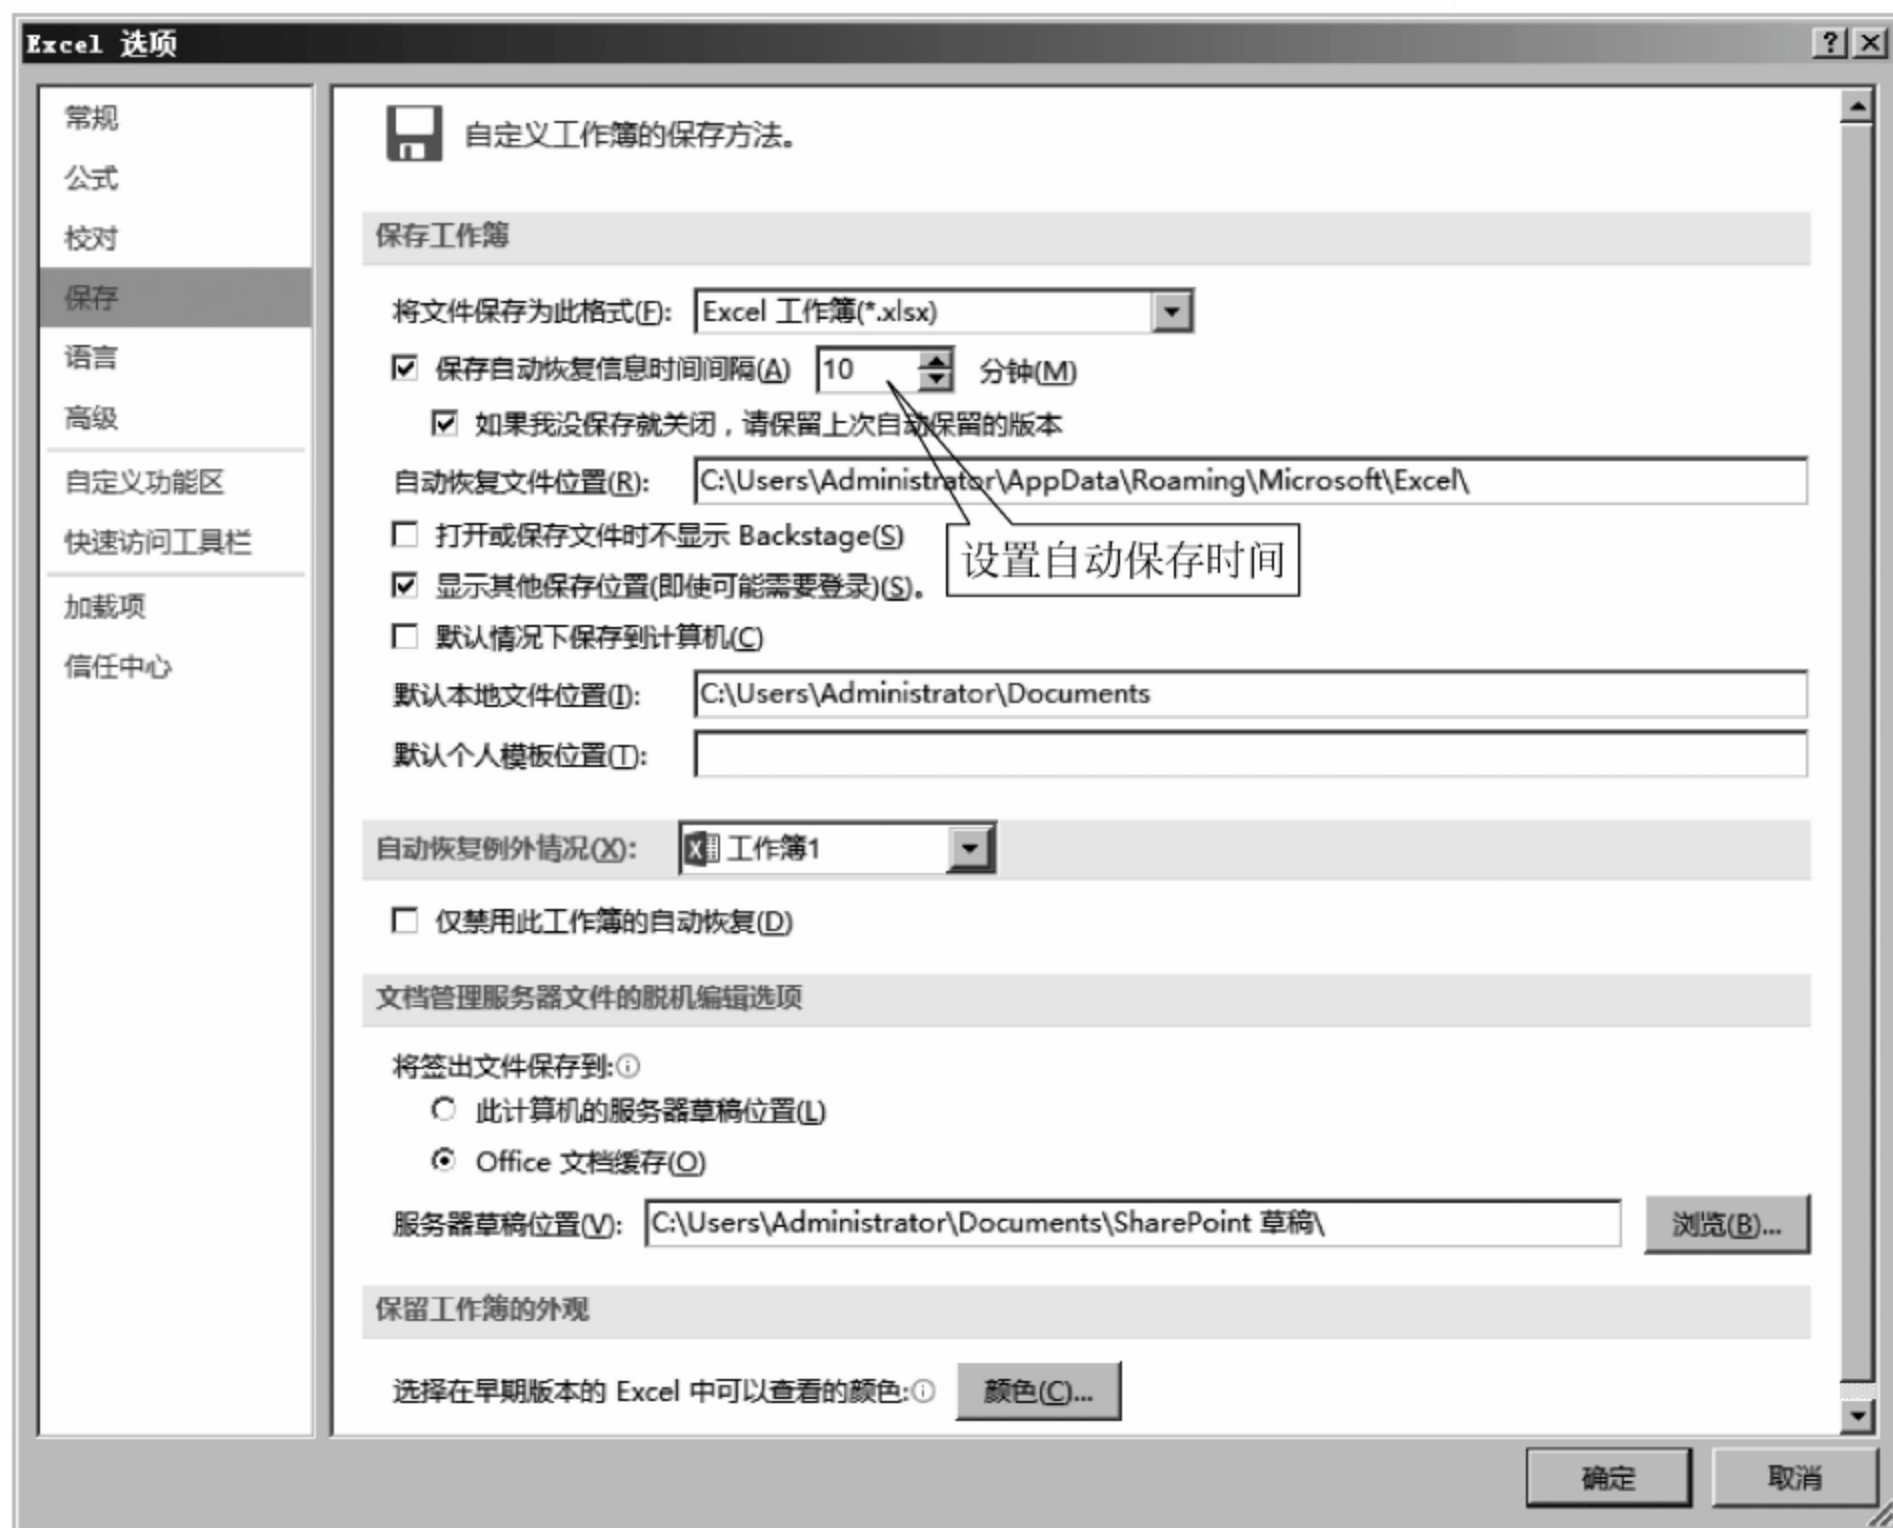 Excel 选项
常规
公式
校对
保存
语言
高级
自定义功能区
快速访问工具栏
加载项
信任中心
自定义工作簿的保存方法。
保存工作簿
将文件保存为此格式(F): Excel 工作簿(*.xlsx)
保存自动恢复信息时间间隔(A) 10 分钟(M)
如果我没保存就关闭，请保留上次自动保留的版本
自动恢复文件位置(R): C:\Users\Administrator\AppData\Roaming\Microsoft\Excel\
打开或保存文件时不显示 Backstage(S)
设置自动保存时间
显示其他保存位置(即使可能需要登录)(S)。
默认情况下保存到计算机(C)
默认本地文件位置(I): C:\Users\Administrator\Documents
默认个人模板位置(T):
自动恢复例外情况(X): 工作簿1
仅禁用此工作簿的自动恢复(D)
文档管理服务器文件的脱机编辑选项
将签出文件保存到:
此计算机的服务器草稿位置(L)
Office 文档缓存(O)
服务器草稿位置(V): C:\Users\Administrator\Documents\SharePoint 草稿\ 浏览(B)...
保留工作簿的外观
选择在早期版本的 Excel 中可以查看的颜色: 颜色(C)...
确定 取消